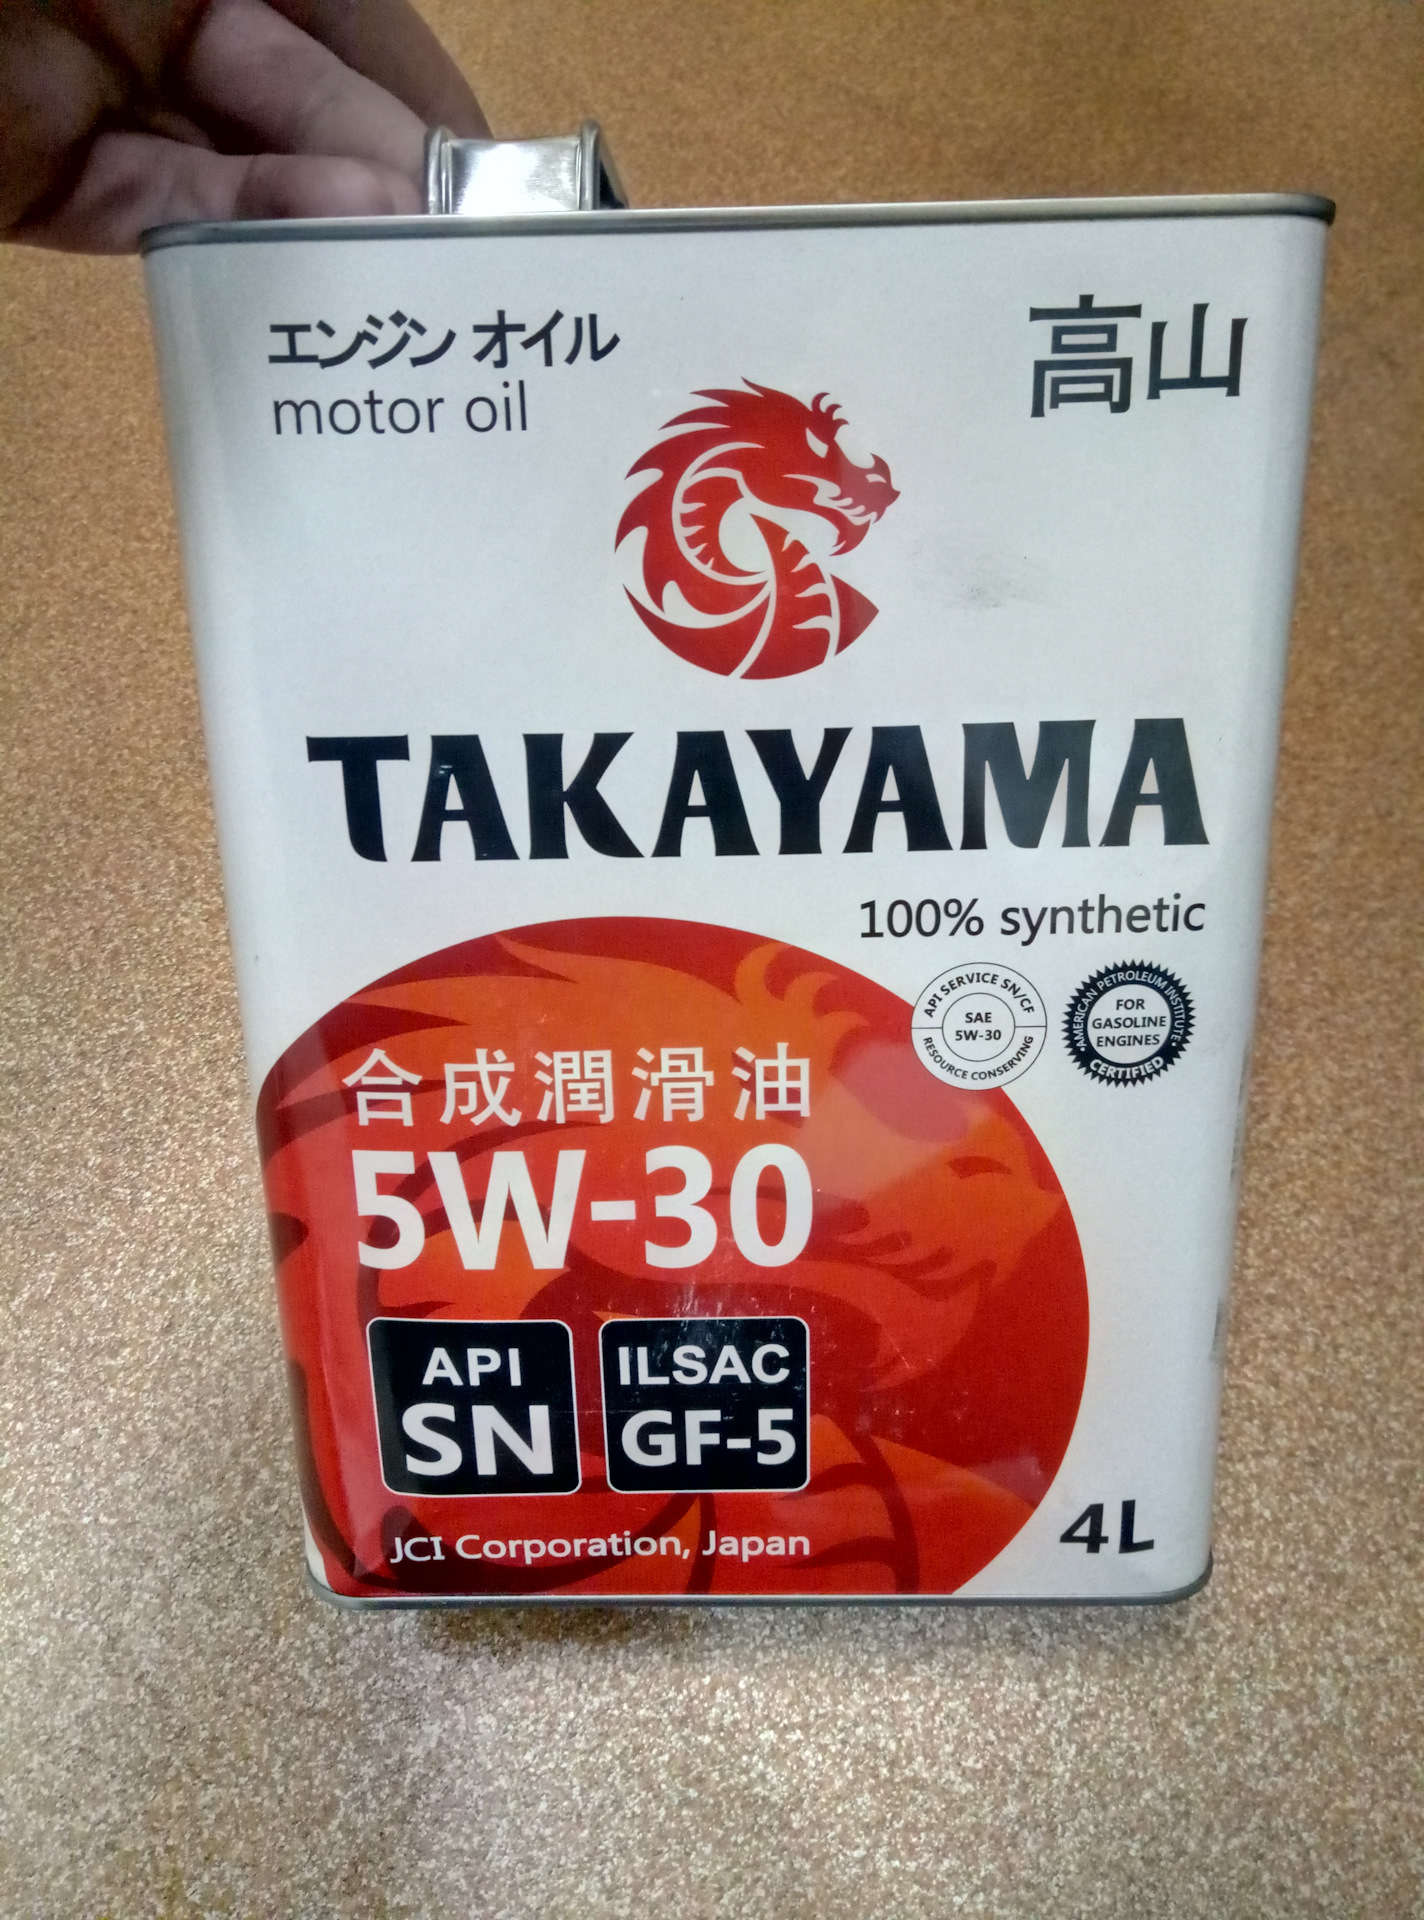 エンジン オイル
motor oil
高山
TAKAYAMA
100% synthetic
API SERVICE SN/CF
SAE
5W-30
RESOURCE CONSERVING
AMERICAN PETROLEUM INSTITUTE
FOR
GASOLINE
ENGINES
CERTIFIED
合成潤滑油
5W-30
API
SN
ILSAC
GF-5
JCI Corporation, Japan
4L